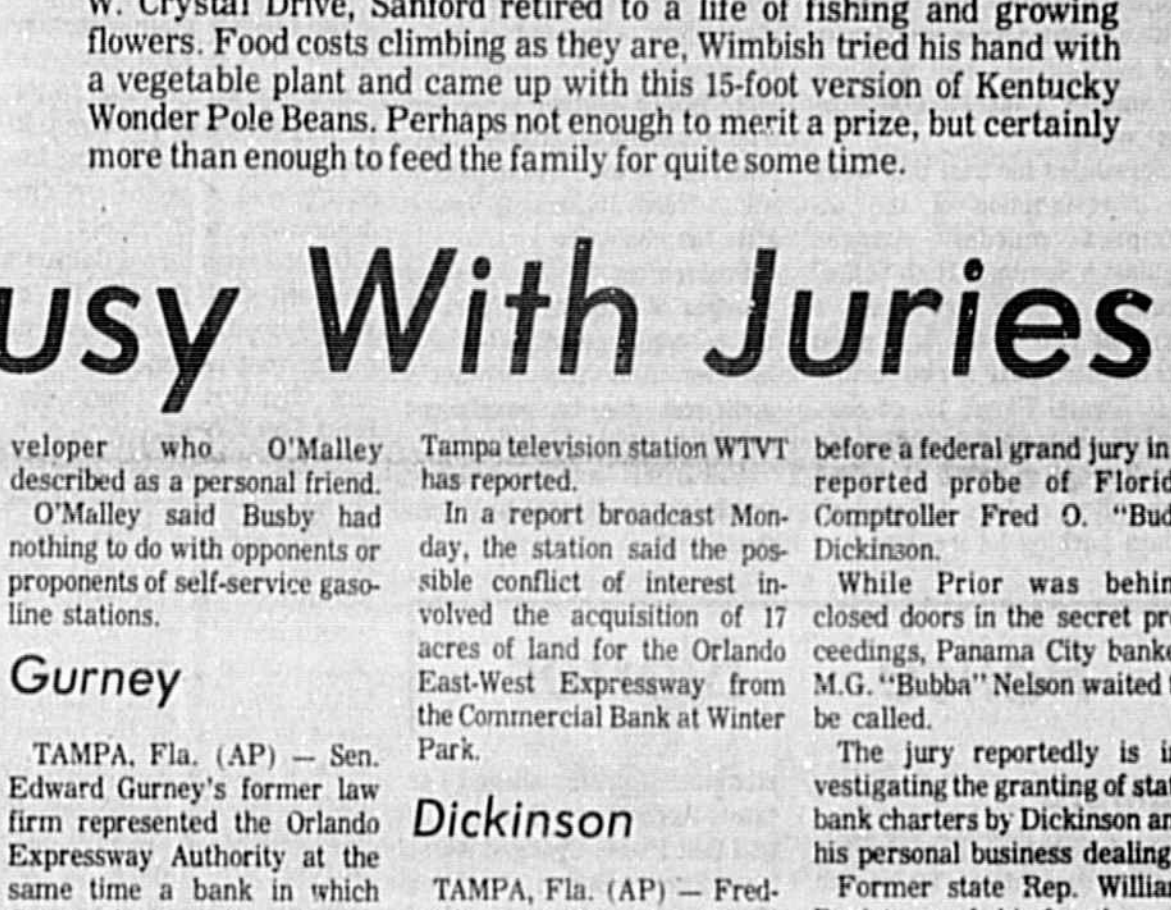 W. Crystal Drive, Sanford retired to a life of fishing and growing
flowers. Food costs climbing as they are, Wimbish tried his hand with
a vegetable plant and came up with this 15-foot version of Kentucky
Wonder Pole Beans. Perhaps not enough to merit a prize, but certainly
more than enough to feed the family for quite some time.
usy With Juries
veloper who O'Malley
described as a personal friend.
O'Malley said Busby had
nothing to do with opponents or
proponents of self-service gaso-
line stations.
Gurney
TAMPA, Fla. (AP) — Sen.
Edward Gurney's former law
firm represented the Orlando
Expressway Authority at the
same time a bank in which
Tampa television station WTVT
has reported.
In a report broadcast Mon-
day, the station said the pos-
sible conflict of interest in-
volved the acquisition of 17
acres of land for the Orlando
East-West Expressway from
the Commercial Bank at Winter
Park.
Dickinson
TAMPA, Fla. (AP) — Fred-
before a federal grand jury in
reported probe of Florid
Comptroller Fred O. "Bud
Dickinson.
While Prior was behin
closed doors in the secret pr
ceedings, Panama City banke
M.G. "Bubba" Nelson waited t
be called.
The jury reportedly is i
vestigating the granting of stat
bank charters by Dickinson an
his personal business dealing
Former state Rep. William